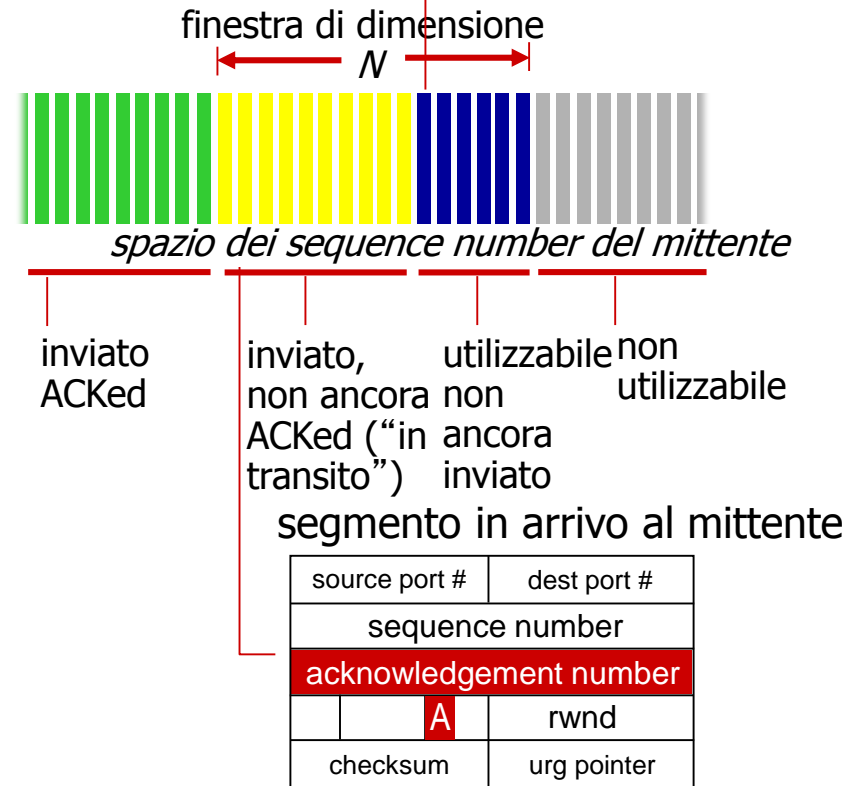 finestra di dimensione
N
spazio dei sequence number del mittente
inviato
ACKed
inviato,
non ancora
ACKed (“in
transito”)
utilizzabile
non
ancora
inviato
non
utilizzabile
segmento in arrivo al mittente
source port #
dest port #
sequence number
acknowledgement number
A
rwnd
checksum
urg pointer